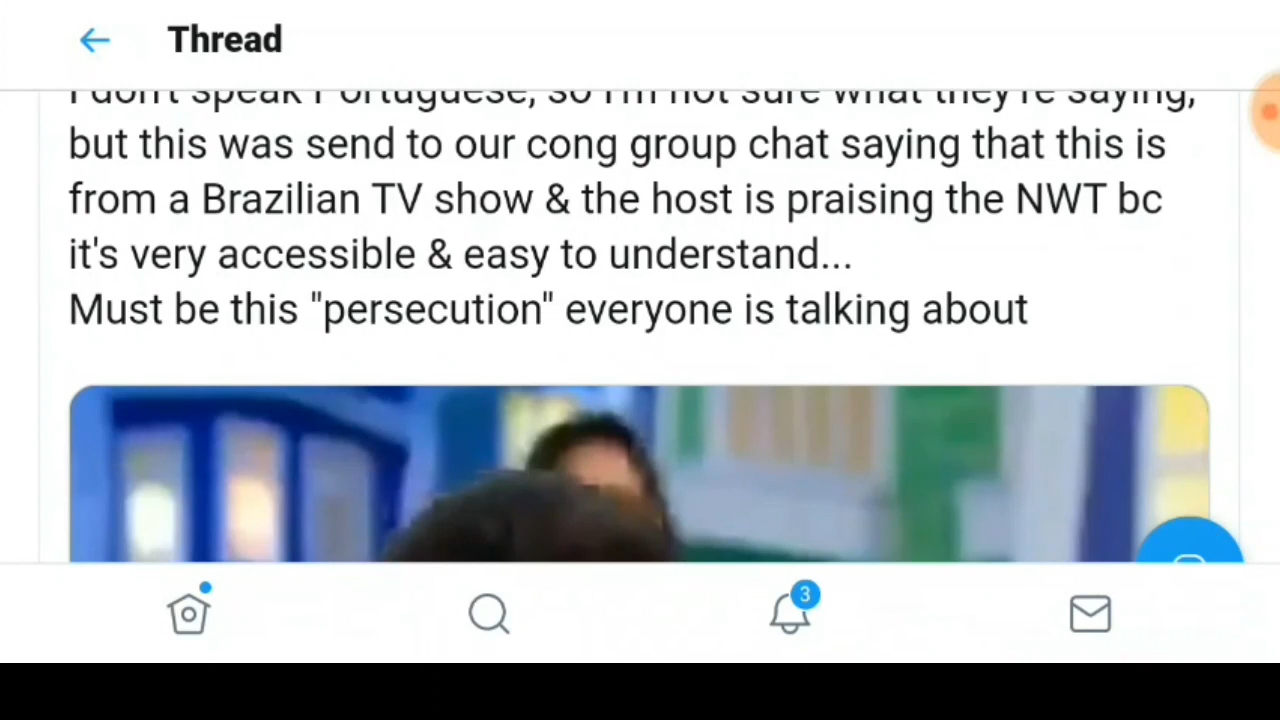 Thread
I don't speak Portuguese, so I'm not sure what they're saying,
but this was send to our cong group chat saying that this is
from a Brazilian TV show & the host is praising the NWT bc
it's very accessible & easy to understand...
Must be this "persecution" everyone is talking about
3